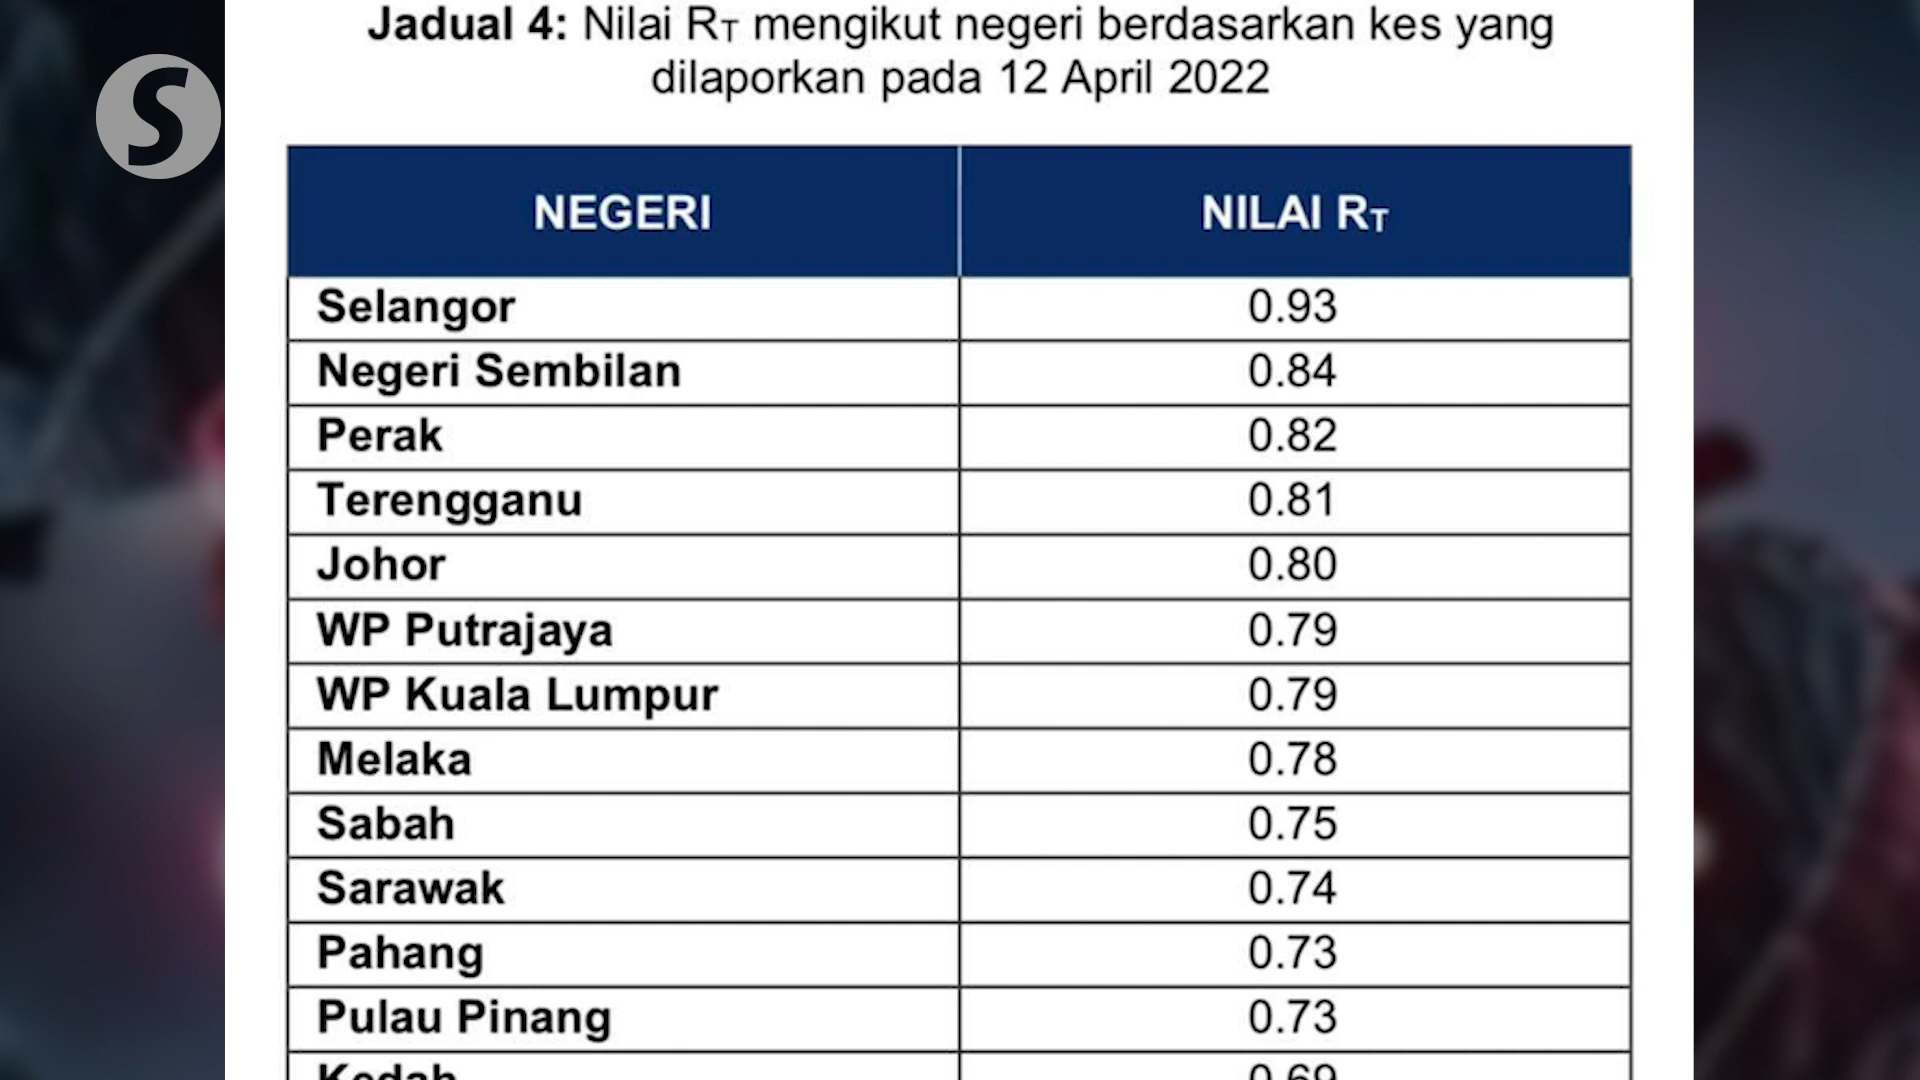 Jadual 4: Nilai RT mengikut negeri berdasarkan kes yang
dilaporkan pada 12 April 2022
S
NEGERI NILAI RT
Selangor 0.93
Negeri Sembilan 0.84
Perak 0.82
Terengganu 0.81
Johor 0.80
WP Putrajaya 0.79
WP Kuala Lumpur 0.79
Melaka 0.78
Sabah 0.75
Sarawak 0.74
Pahang 0.73
Pulau Pinang 0.73
Kedah 0.69